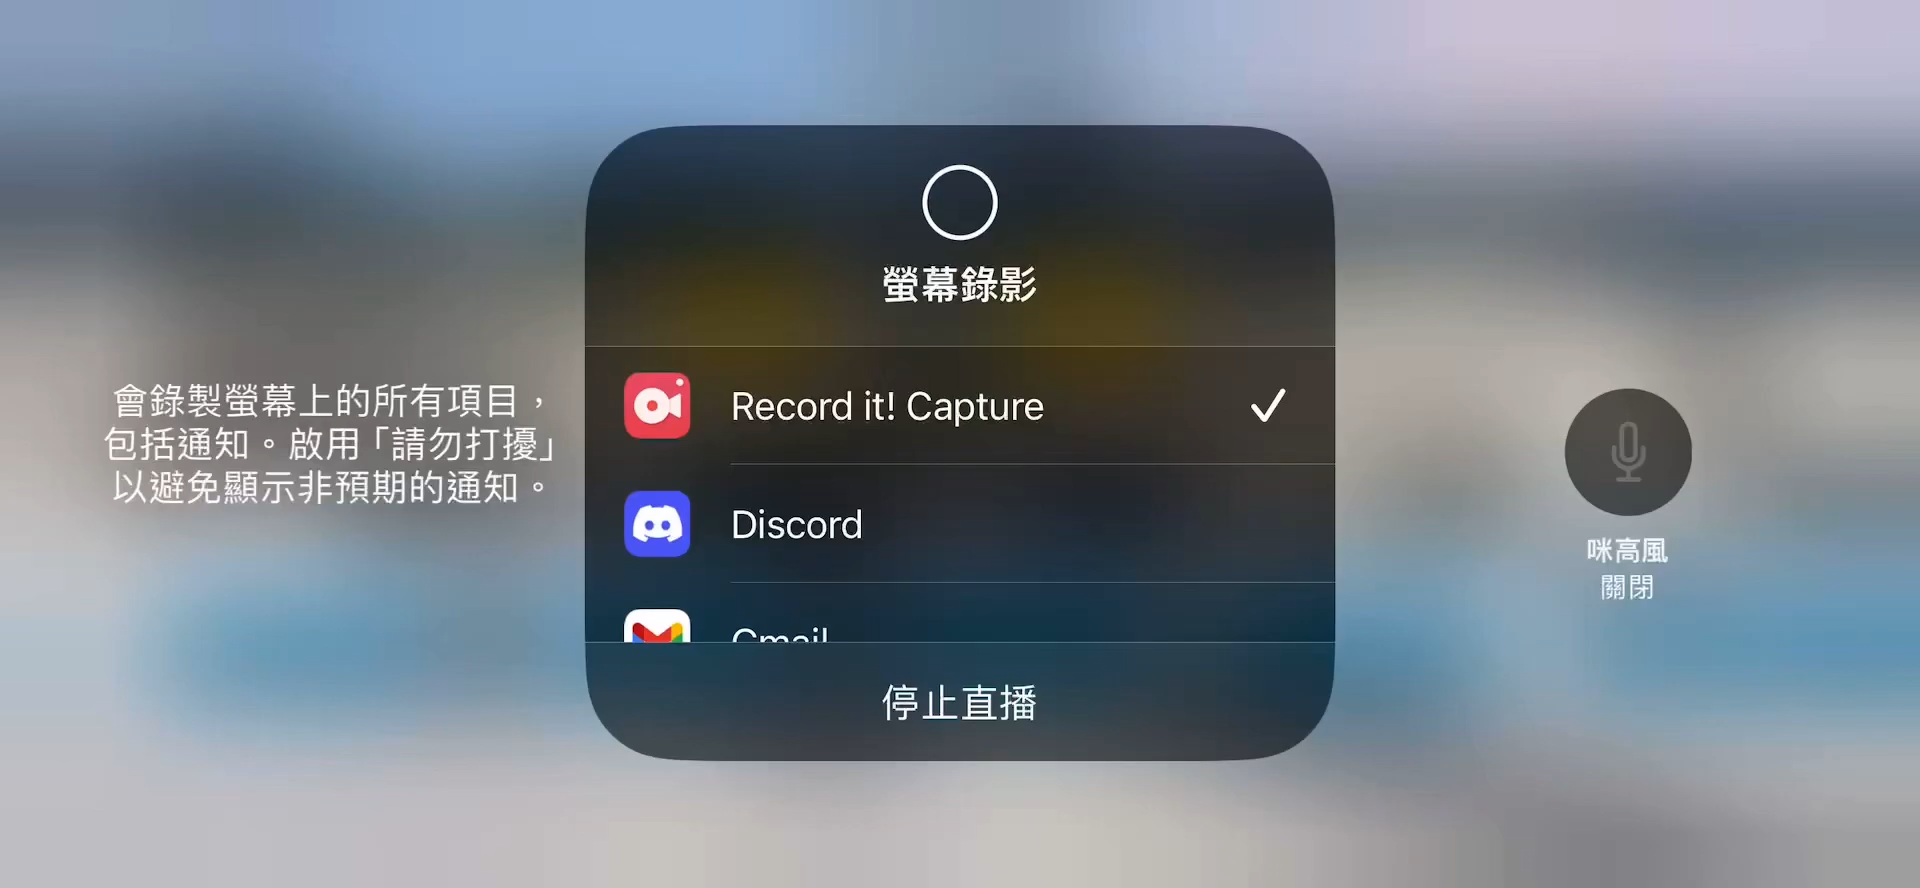 螢幕錄影
會錄製螢幕上的所有項目，
包括通知。啟用「請勿打擾」
以避免顯示非預期的通知。
Record it! Capture
Discord
Gmail
咪高風
關閉
停止直播